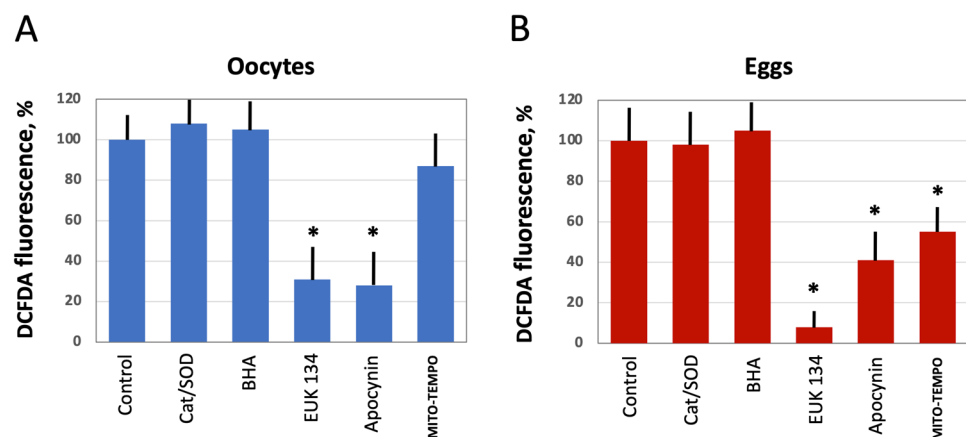 A
Oocytes
DCFDA fluorescence, %
120
100
80
60
40
20
0
* *
Control
Cat/SOD
BHA
EUK 134
Apocynin
MITO-TEMPO
B
Eggs
DCFDA fluorescence, %
120
100
80
60
40
20
0
* * *
Control
Cat/SOD
BHA
EUK 134
Apocynin
MITO-TEMPO